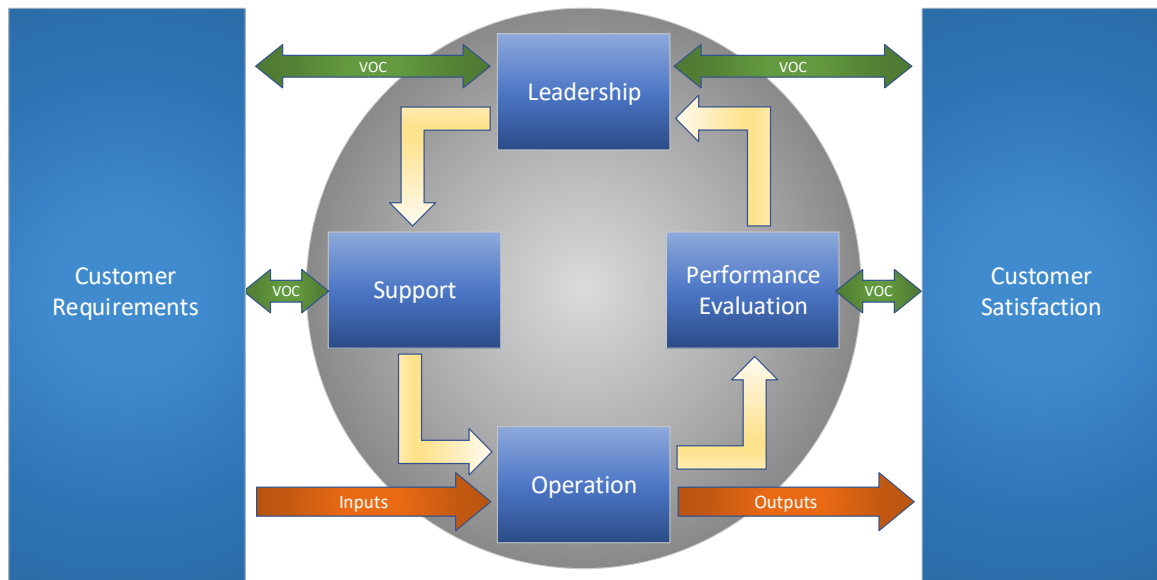 VOC
VOC
Leadership
Customer
Requirements
VOC
Support
Performance
Evaluation
VOC
Customer
Satisfaction
Operation
Inputs
Outputs